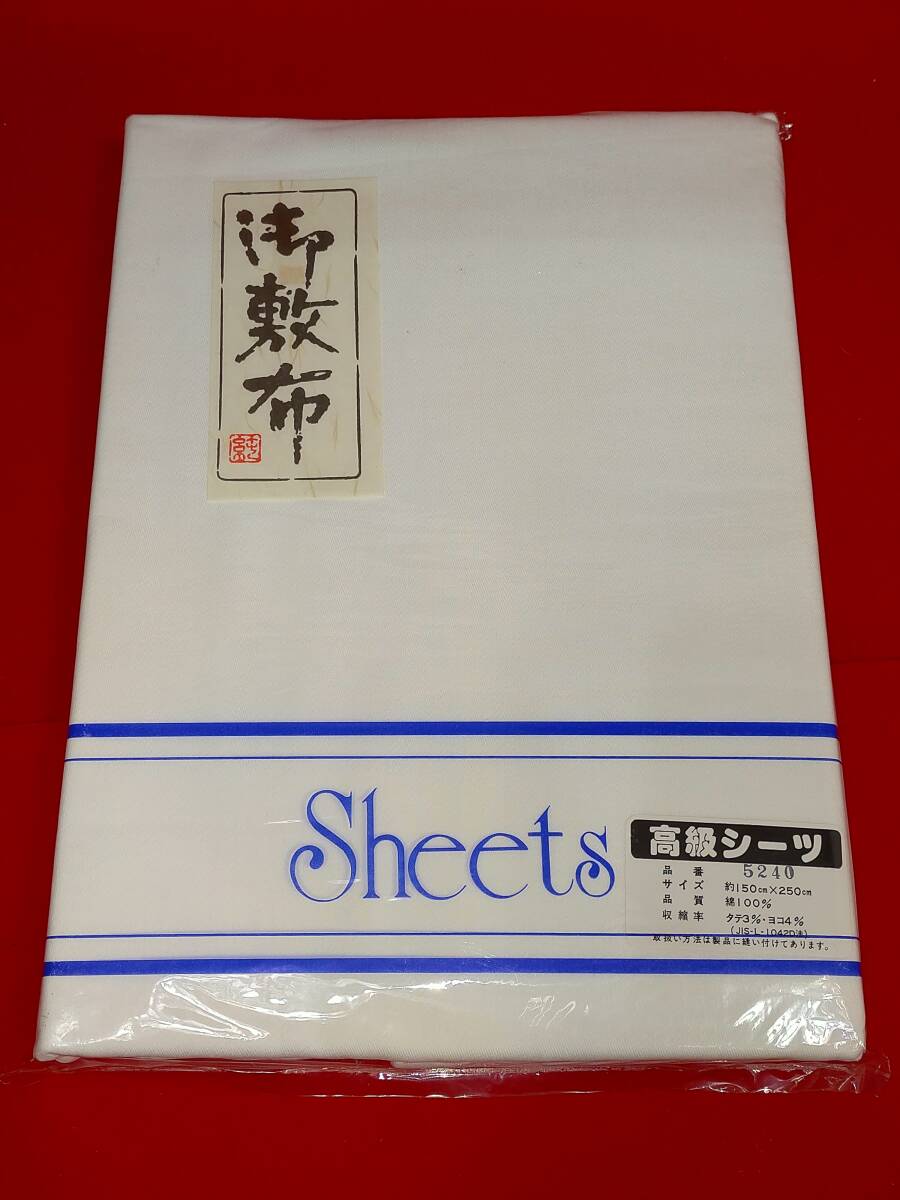 御敷布
Sheets
高級シーツ
品番 5240
サイズ 約150cm×250cm
品質 綿100%
収縮率 タテ3%・ヨコ4%
(JIS-L-1042D法)
取扱い方法は製品に縫い付けてあります。